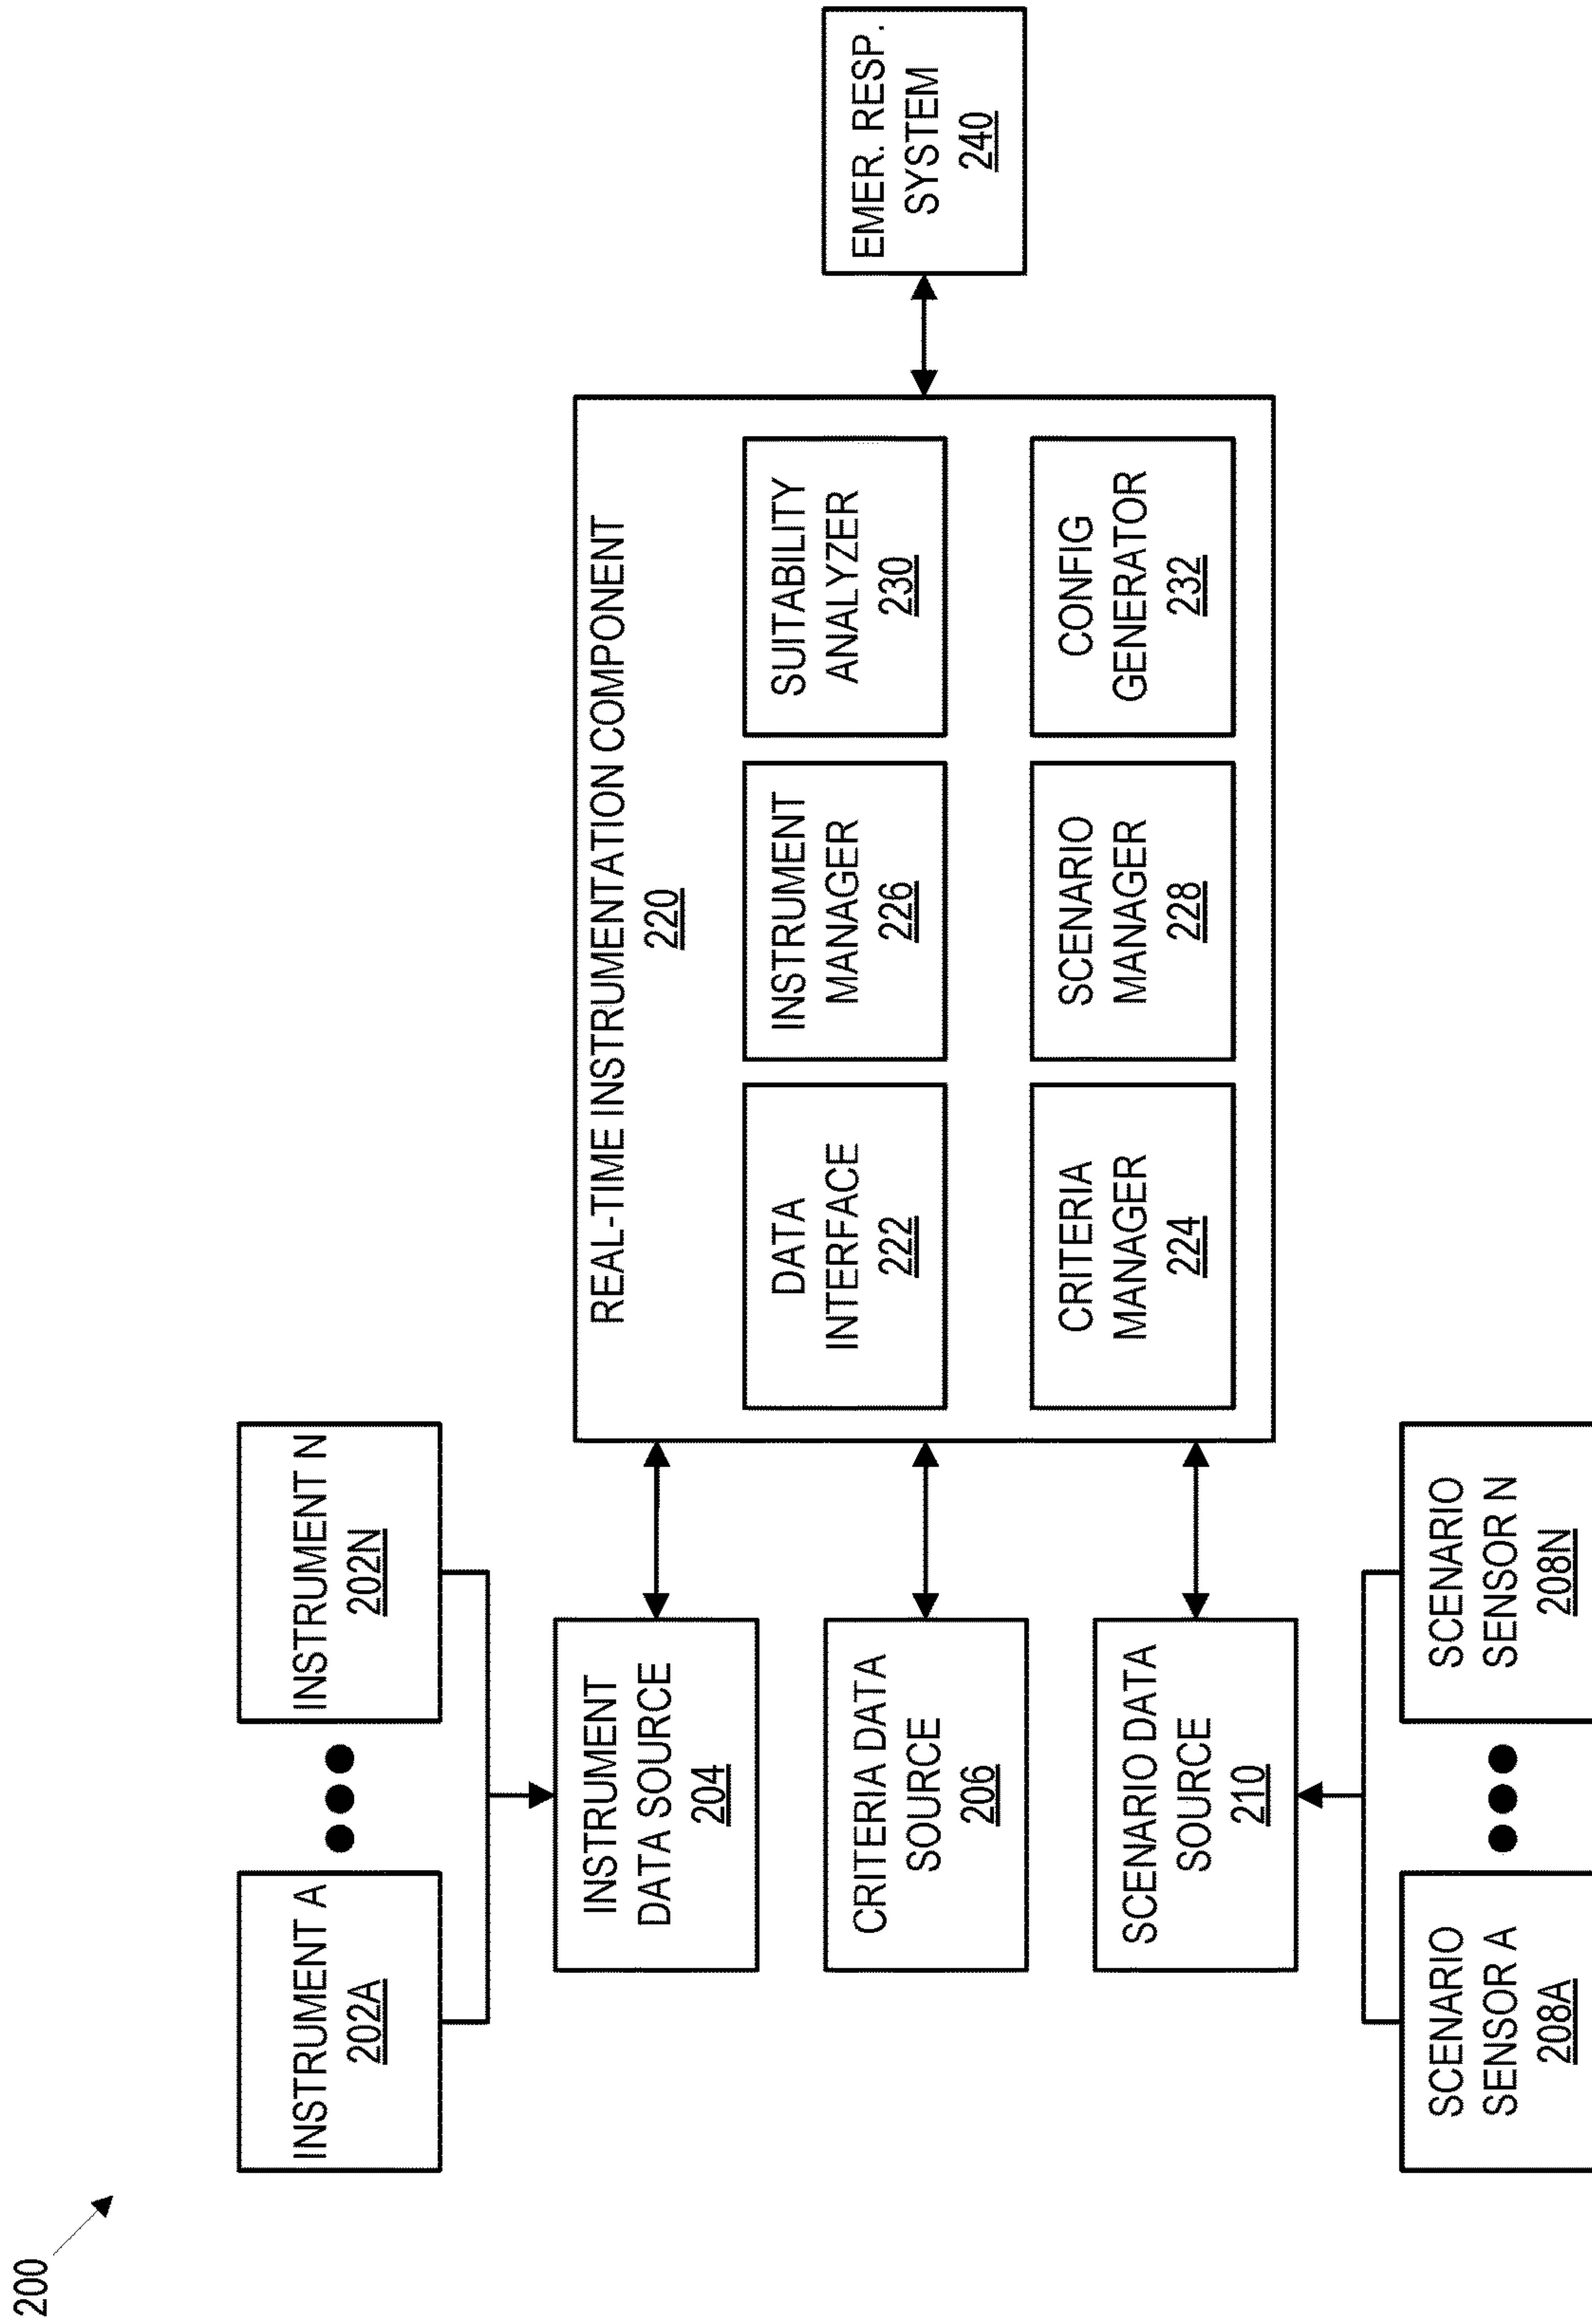 200
INSTRUMENT A
202A
INSTRUMENT N
202N
INSTRUMENT
DATA SOURCE
204
CRITERIA DATA
SOURCE
206
SCENARIO DATA
SOURCE
210
SCENARIO
SENSOR A
208A
SCENARIO
SENSOR N
208N
REAL-TIME INSTRUMENTATION COMPONENT
220
DATA
INTERFACE
222
INSTRUMENT
MANAGER
226
SUITABILITY
ANALYZER
230
CRITERIA
MANAGER
224
SCENARIO
MANAGER
228
CONFIG
GENERATOR
232
EMER. RESP.
SYSTEM
240